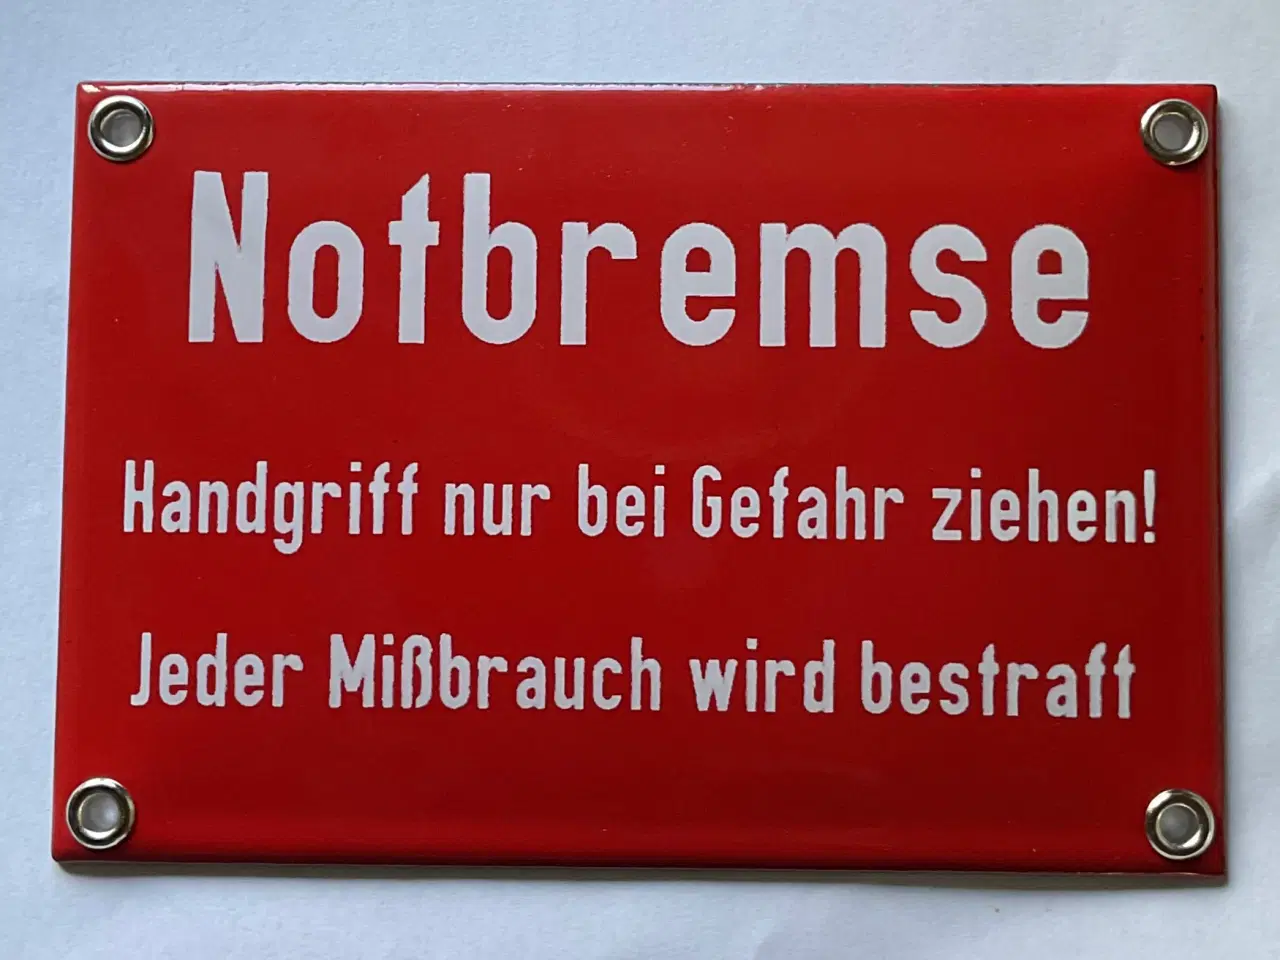 Notbremse
Handgriff nur bei Gefahr ziehen!
Jeder Mißbrauch wird bestraft